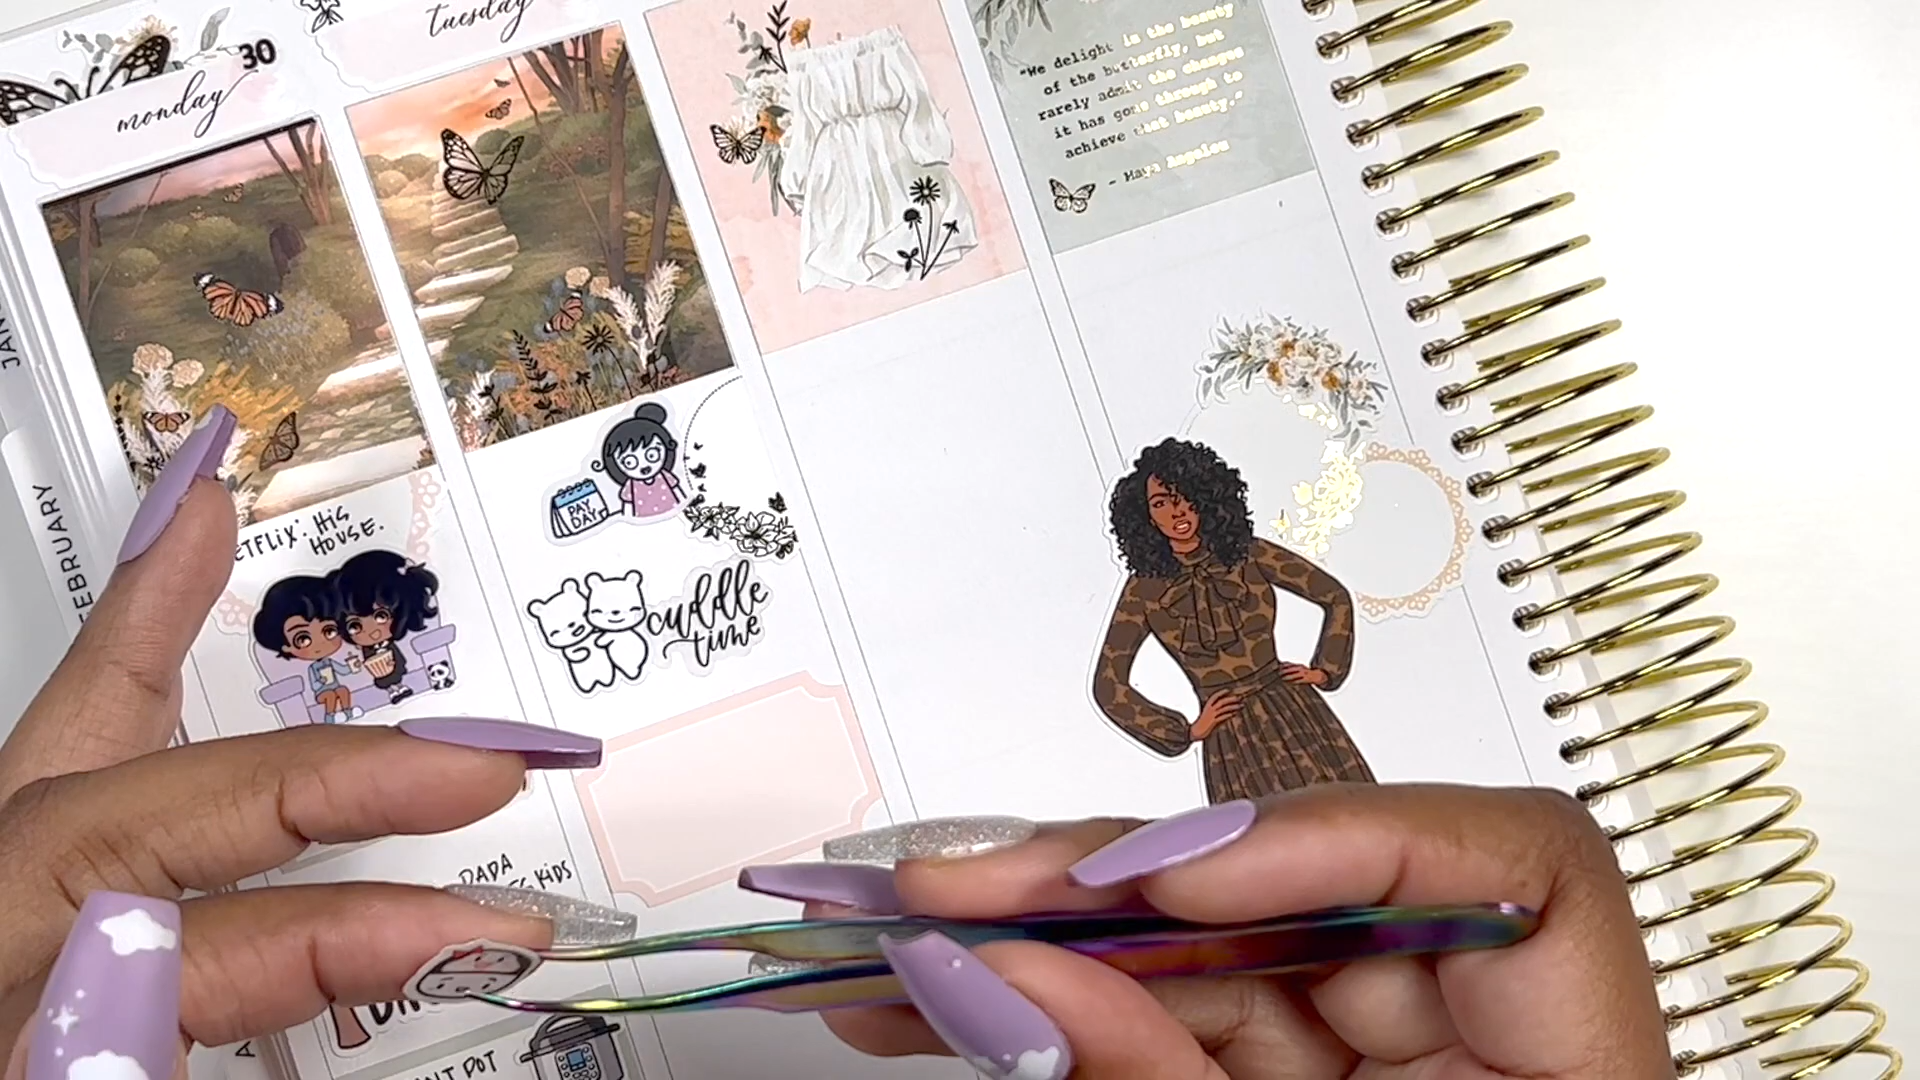 30
monday
tuesday
"We delight in the beauty
of the butterfly, but
rarely admit the changes
it has gone through to
achieve that beauty."
- Maya Angelou
HIS
HOUSE.
PAY
DAY
cuddle
time
DADA
KIDS
POT
FEBRUARY